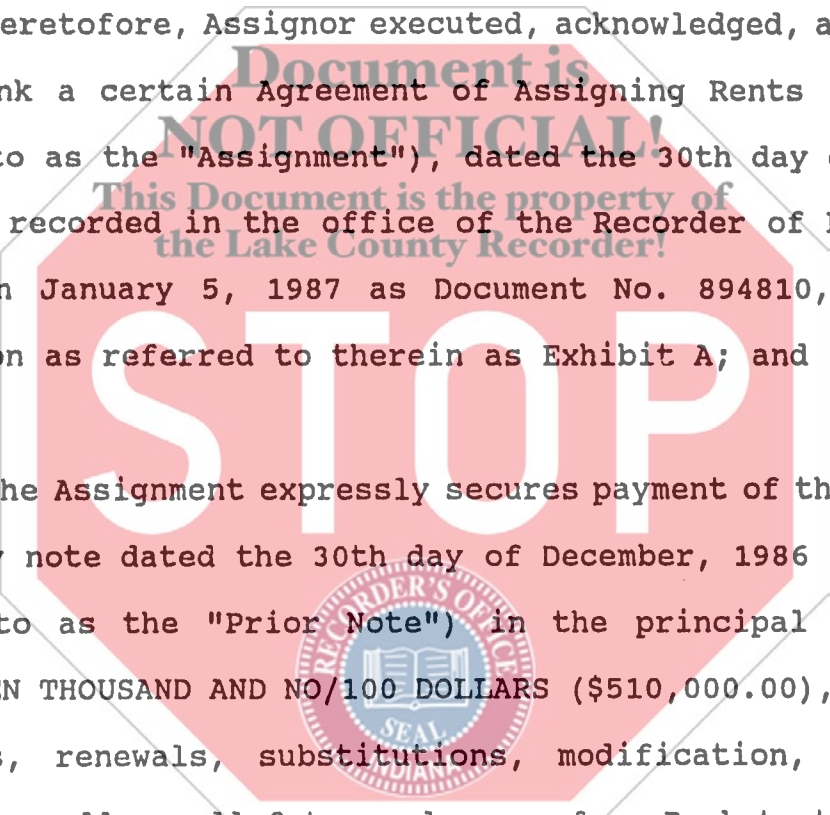 eretofore, Assignor executed, acknowledged, a
Document is
nk a certain Agreement of Assigning Rents
NOT OFFICIAL!
to as the "Assignment"), dated the 30th day
This Document is the property of
recorded in the office of the Recorder of
the Lake County Recorder!
n January 5, 1987 as Document No. 894810,
on as referred to therein as Exhibit A; and
STOP
he Assignment expressly secures payment of th
note dated the 30th day of December, 1986
RECORDER'S OFFICE
to as the "Prior Note") in the principal
EN THOUSAND AND NO/100 DOLLARS ($510,000.00),
SEAL
s, renewals, substitutions, modification,
INDIANA